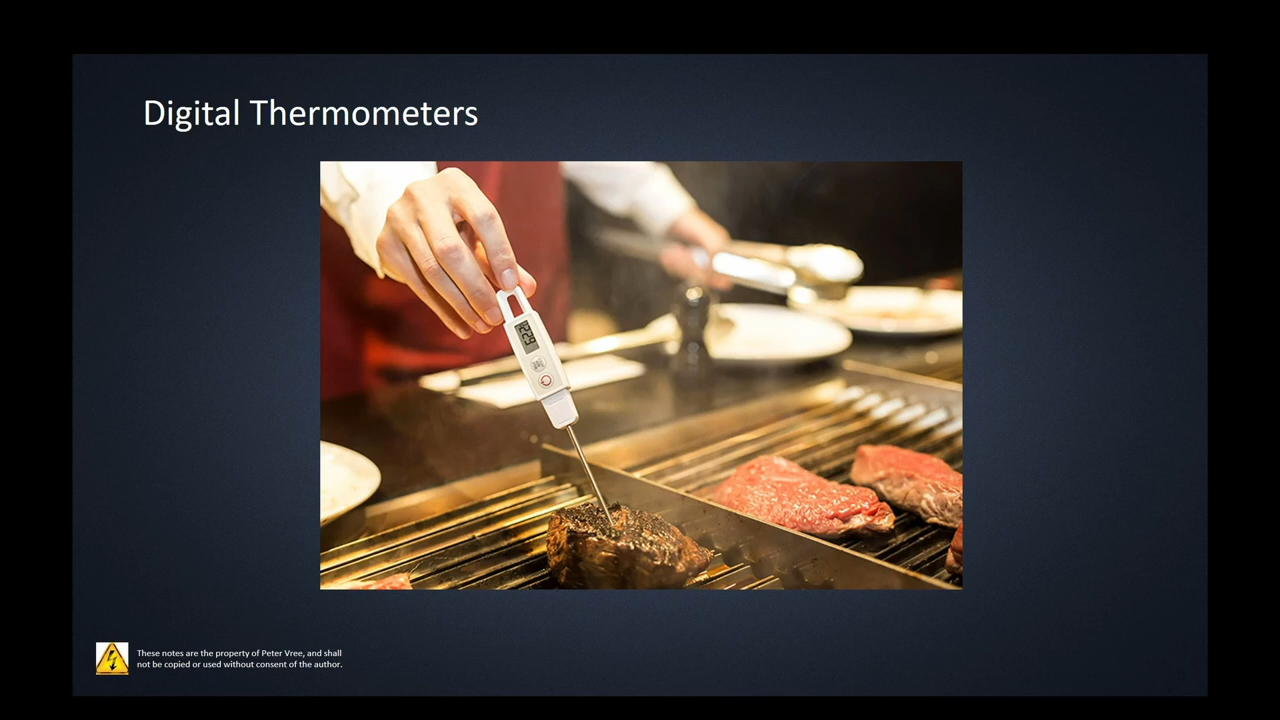 Digital Thermometers
These notes are the property of Peter Vree, and shall
not be copied or used without consent of the author.